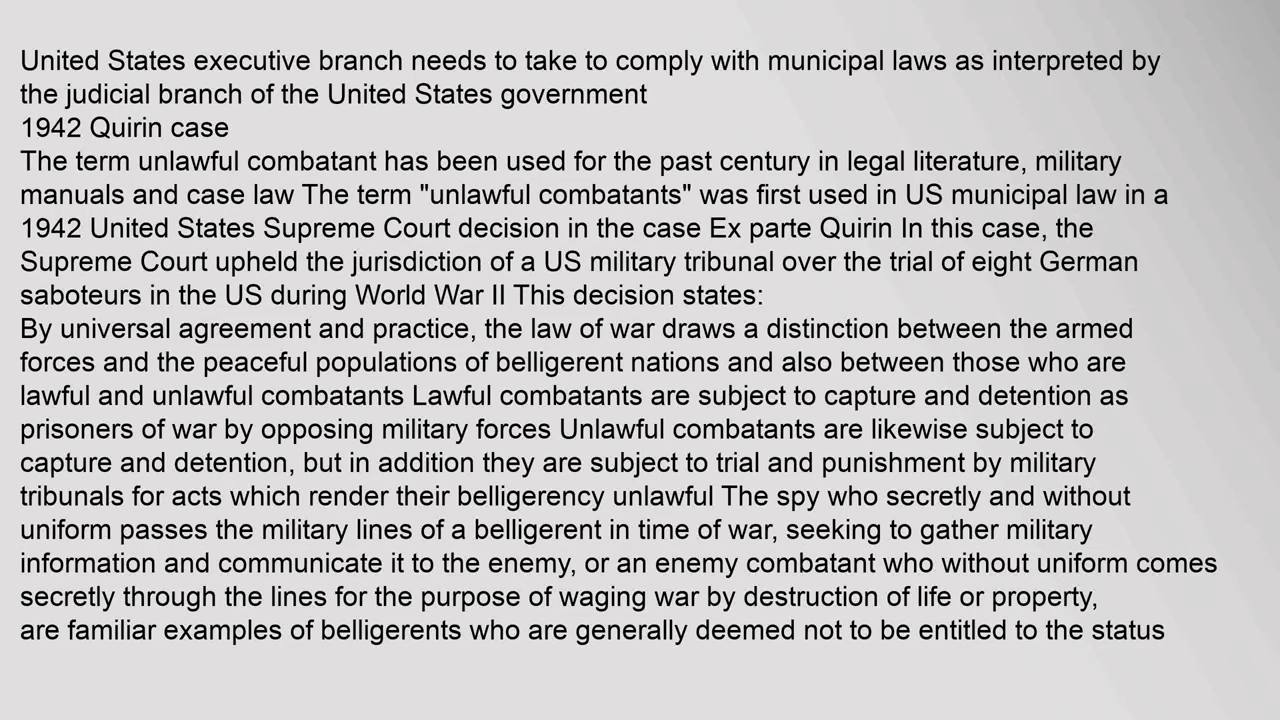 United States executive branch needs to take to comply with municipal laws as interpreted by
the judicial branch of the United States government
1942 Quirin case
The term unlawful combatant has been used for the past century in legal literature, military
manuals and case law The term "unlawful combatants" was first used in US municipal law in a
1942 United States Supreme Court decision in the case Ex parte Quirin In this case, the
Supreme Court upheld the jurisdiction of a US military tribunal over the trial of eight German
saboteurs in the US during World War II This decision states:
By universal agreement and practice, the law of war draws a distinction between the armed
forces and the peaceful populations of belligerent nations and also between those who are
lawful and unlawful combatants Lawful combatants are subject to capture and detention as
prisoners of war by opposing military forces Unlawful combatants are likewise subject to
capture and detention, but in addition they are subject to trial and punishment by military
tribunals for acts which render their belligerency unlawful The spy who secretly and without
uniform passes the military lines of a belligerent in time of war, seeking to gather military
information and communicate it to the enemy, or an enemy combatant who without uniform comes
secretly through the lines for the purpose of waging war by destruction of life or property,
are familiar examples of belligerents who are generally deemed not to be entitled to the status